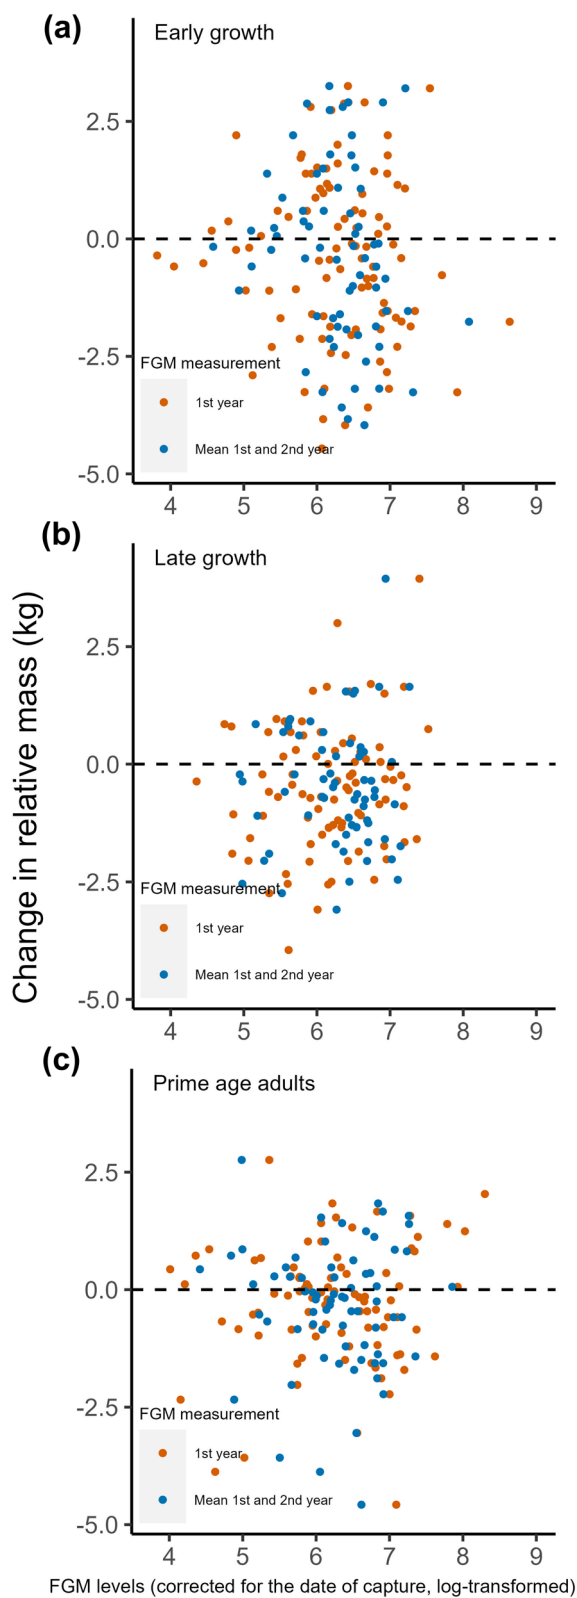 (a)
Early growth
2.5
0.0
-2.5
FGM measurement
1st year
Mean 1st and 2nd year
-5.0
4 5 6 7 8 9
(b)
Late growth
Change in relative mass (kg)
2.5
0.0
-2.5
FGM measurement
1st year
Mean 1st and 2nd year
-5.0
4 5 6 7 8 9
(c)
Prime age adults
2.5
0.0
-2.5
FGM measurement
1st year
Mean 1st and 2nd year
-5.0
4 5 6 7 8 9
FGM levels (corrected for the date of capture, log-transformed)